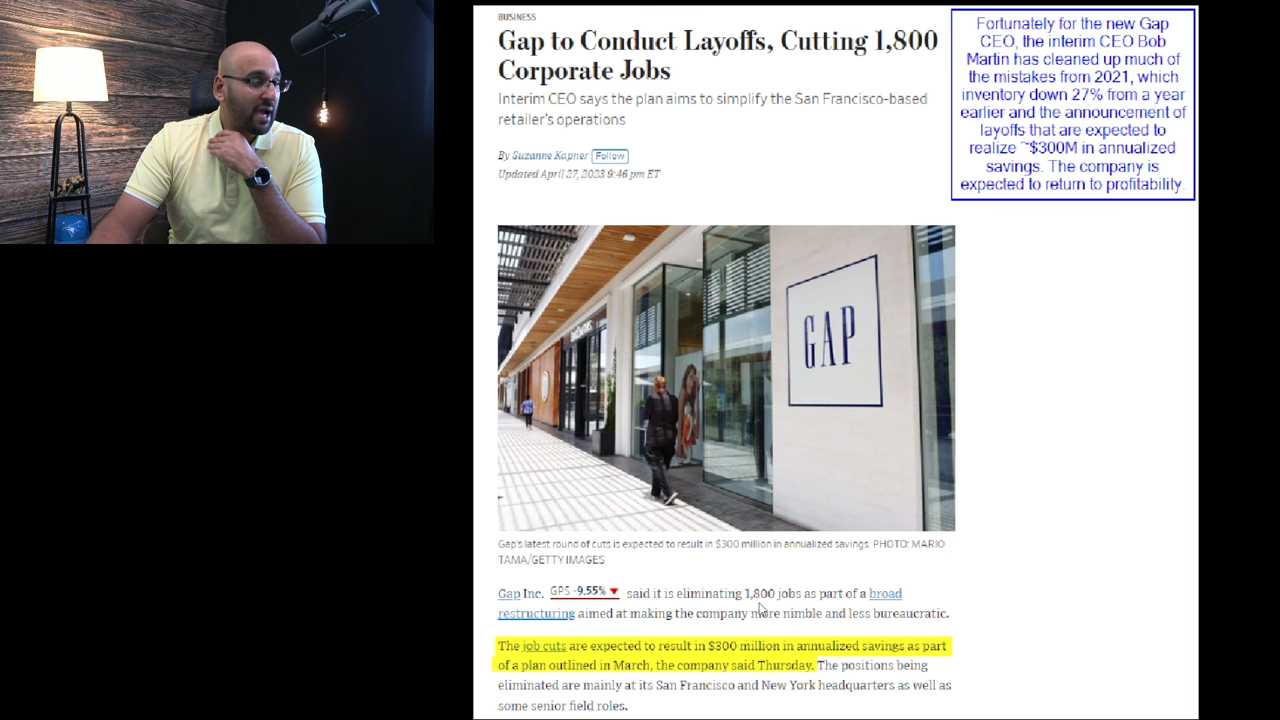 BUSINESS
Gap to Conduct Layoffs, Cutting 1,800
Corporate Jobs
Interim CEO says the plan aims to simplify the San Francisco-based
retailer's operations
By Suzanne Kapner Follow
Updated April 27, 2023 9:46 pm ET
Fortunately for the new Gap
CEO, the interim CEO Bob
Martin has cleaned up much of
the mistakes from 2021, which
inventory down 27% from a year
earlier and the announcement of
layoffs that are expected to
realize ~$300M in annualized
savings. The company is
expected to return to profitability.
GAP
Gap's latest round of cuts is expected to result in $300 million in annualized savings. PHOTO: MARIO
TAMA/GETTY IMAGES
Gap Inc. GPS -9.55% ▼ said it is eliminating 1,800 jobs as part of a broad
restructuring aimed at making the company more nimble and less bureaucratic.
The job cuts are expected to result in $300 million in annualized savings as part
of a plan outlined in March, the company said Thursday. The positions being
eliminated are mainly at its San Francisco and New York headquarters as well as
some senior field roles.